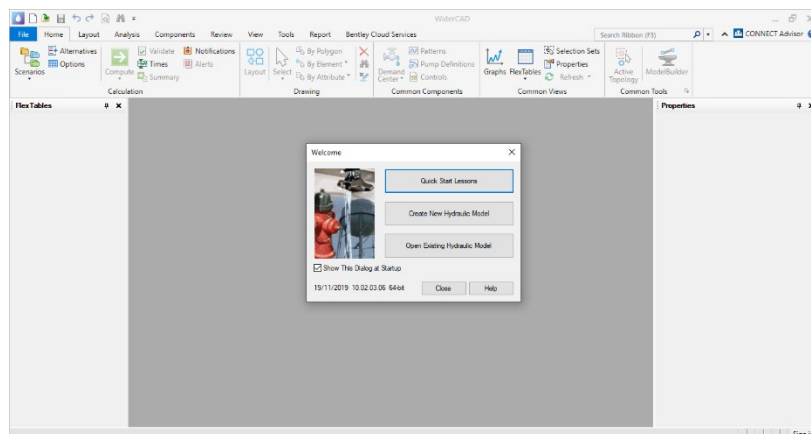 WaterCAD
File Home Layout Analysis Components Review View Tools Report Bentley Cloud Services Search Ribbon (F3) CONNECT Advisor
Alternatives Validate Notifications By Polygon Patterns Selection Sets
Options Times Alerts By Element Pump Definitions Properties
Scenarios Compute Summary Layout Select By Attribute Demand Center Controls Graphs FlexTables Refresh Active Topology ModelBuilder
Calculation Drawing Common Components Common Views Common Tools
FlexTables Properties
Welcome
Quick Start Lessons
Create New Hydraulic Model
Open Existing Hydraulic Model
Show This Dialog at Startup
19/11/2019 10.02.03.06 64-bit Close Help